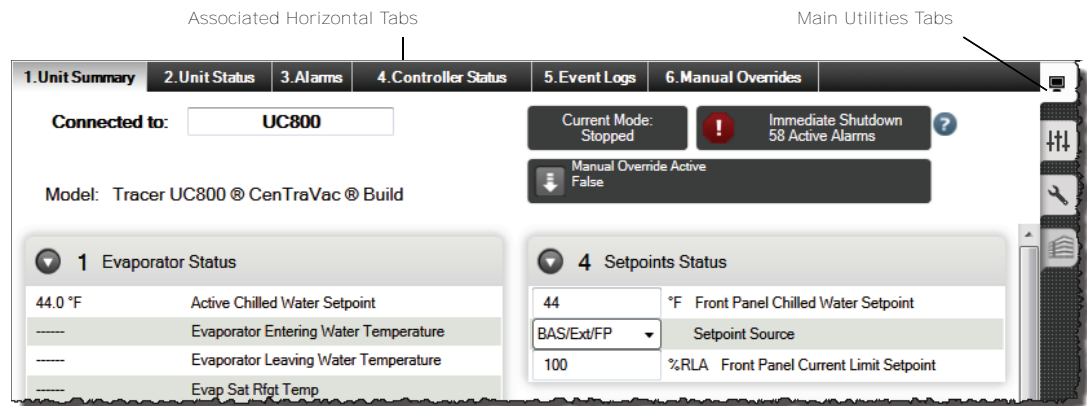 Associated Horizontal Tabs
Main Utilities Tabs
1.Unit Summary 2.Unit Status 3.Alarms 4.Controller Status 5.Event Logs 6.Manual Overrides
Connected to: UC800
Current Mode:
Stopped
Immediate Shutdown
58 Active Alarms
?
Manual Override Active
False
Model: Tracer UC800 ® CenTraVac ® Build
1 Evaporator Status
44.0 °F Active Chilled Water Setpoint
------ Evaporator Entering Water Temperature
------ Evaporator Leaving Water Temperature
------ Evap Sat Rfgt Temp
4 Setpoints Status
44 °F Front Panel Chilled Water Setpoint
BAS/Ext/FP Setpoint Source
100 %RLA Front Panel Current Limit Setpoint